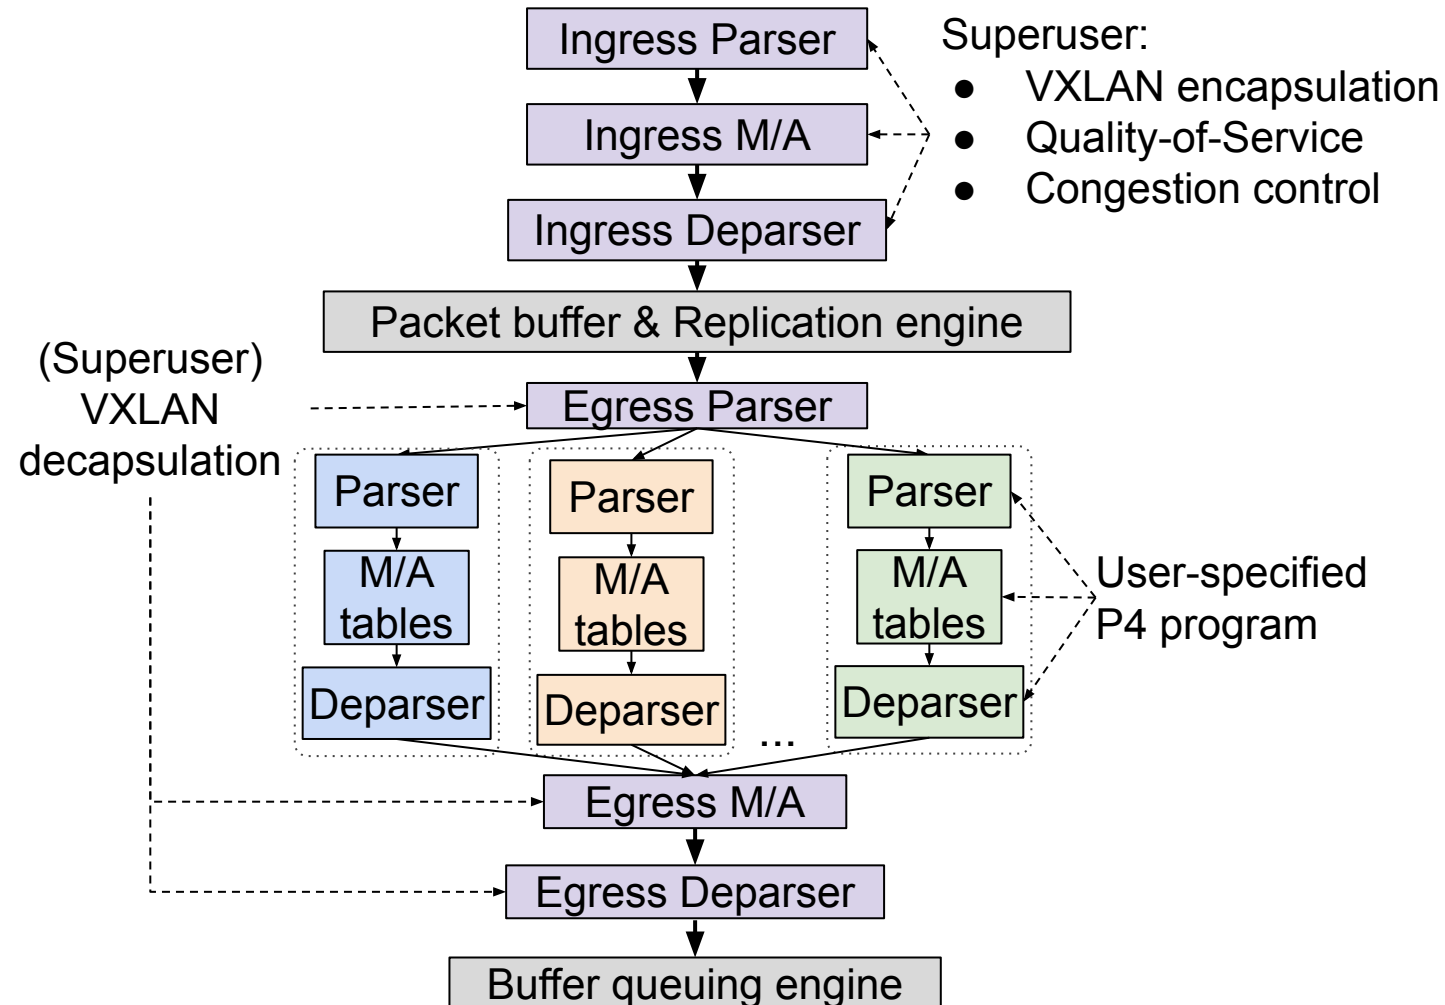 Ingress Parser
Superuser:
● VXLAN encapsulation
Ingress M/A
● Quality-of-Service
● Congestion control
Ingress Deparser
Packet buffer & Replication engine
(Superuser)
VXLAN
decapsulation
Egress Parser
Parser
M/A
tables
Deparser
Parser
M/A
tables
Deparser
...
Parser
M/A
tables
Deparser
User-specified
P4 program
Egress M/A
Egress Deparser
Buffer queuing engine